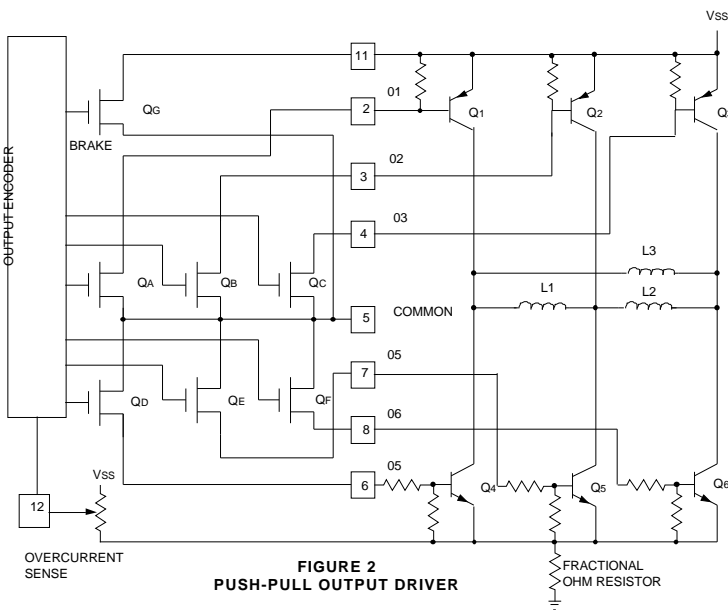 VSS
11
01
2
Q1
Q2
Q
QG
BRAKE
02
3
03
4
OUTPUT ENCODER
L3
QA
QB
QC
L1
L2
5
COMMON
05
7
QD
QE
QF
06
8
VSS
05
6
Q4
Q5
Q6
12
OVERCURRENT
SENSE
FIGURE 2
PUSH-PULL OUTPUT DRIVER
FRACTIONAL
OHM RESISTOR